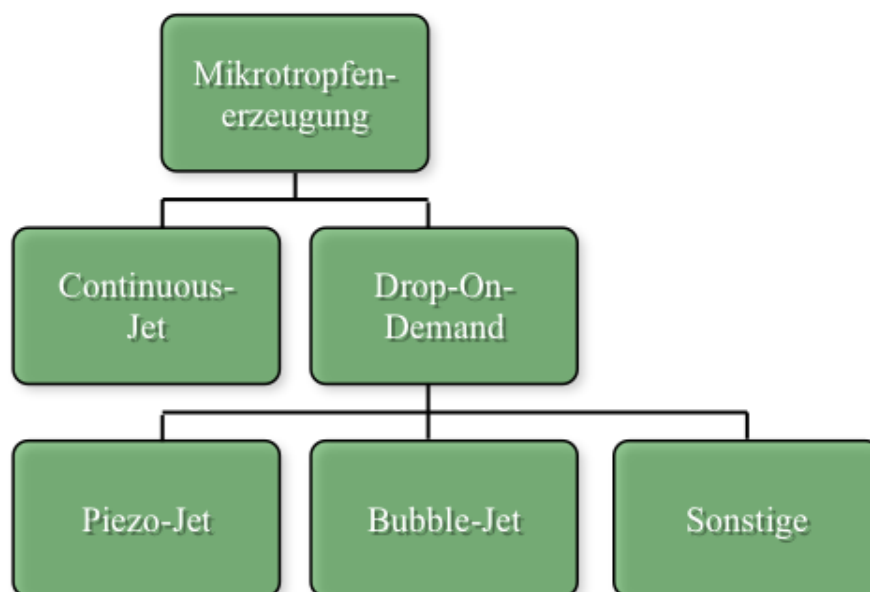 Mikrotropfen-
erzeugung
Continuous-
Jet
Drop-On-
Demand
Piezo-Jet
Bubble-Jet
Sonstige